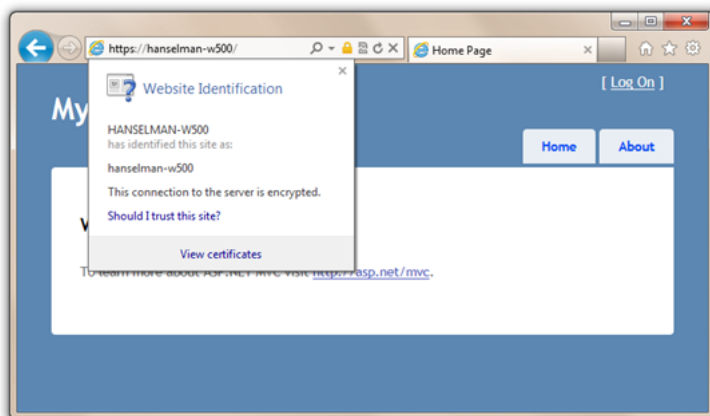 https://hanselman-w500/
Home Page
[ Log On ]
My
Home
About
Website Identification
HANSELMAN-W500
has identified this site as:
hanselman-w500
This connection to the server is encrypted.
Should I trust this site?
View certificates
To learn more about ASP.NET MVC visit http://asp.net/mvc.